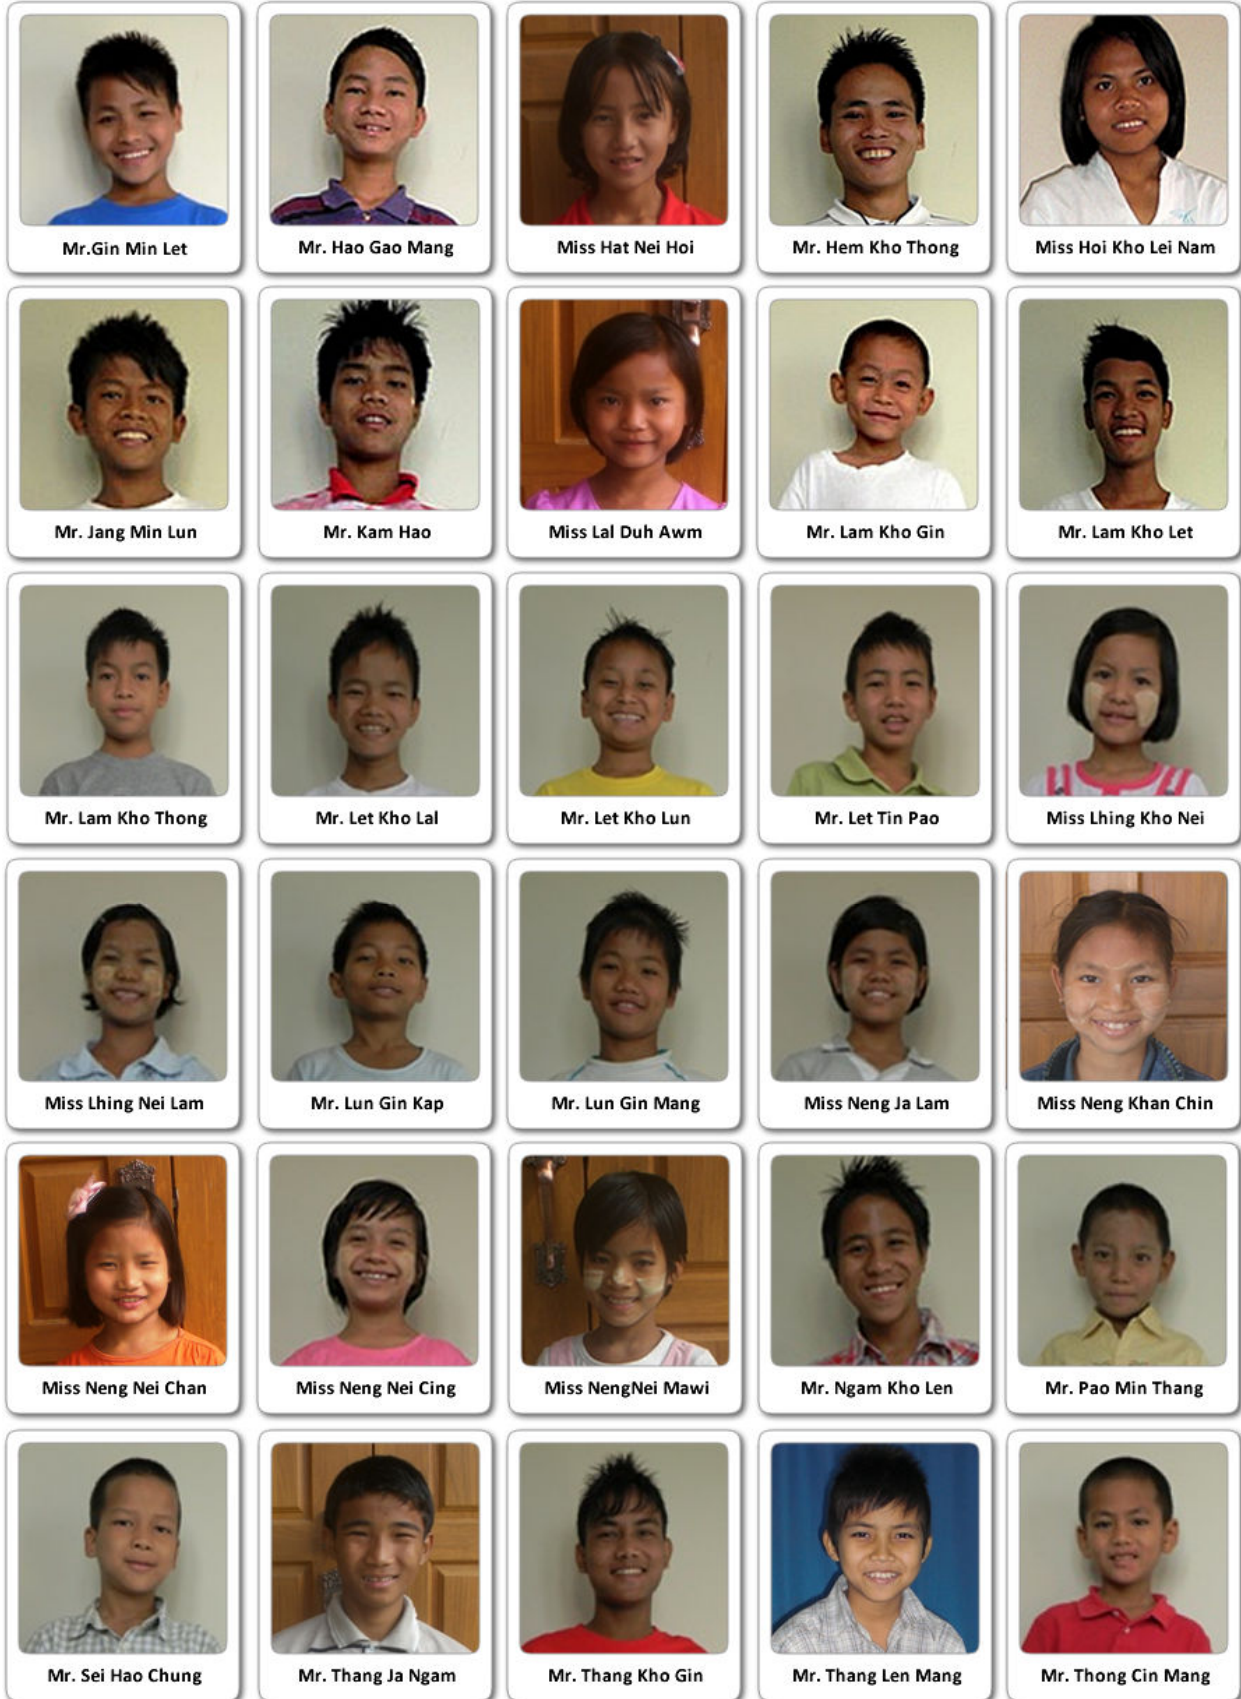 Mr.Gin Min Let
Mr. Hao Gao Mang
Miss Hat Nei Hoi
Mr. Hem Kho Thong
Miss Hoi Kho Lei Nam
Mr. Jang Min Lun
Mr. Kam Hao
Miss Lal Duh Awm
Mr. Lam Kho Gin
Mr. Lam Kho Let
Mr. Lam Kho Thong
Mr. Let Kho Lal
Mr. Let Kho Lun
Mr. Let Tin Pao
Miss Lhing Kho Nei
Miss Lhing Nei Lam
Mr. Lun Gin Kap
Mr. Lun Gin Mang
Miss Neng Ja Lam
Miss Neng Khan Chin
Miss Neng Nei Chan
Miss Neng Nei Cing
Miss NengNei Mawi
Mr. Ngam Kho Len
Mr. Pao Min Thang
Mr. Sei Hao Chung
Mr. Thang Ja Ngam
Mr. Thang Kho Gin
Mr. Thang Len Mang
Mr. Thong Cin Mang